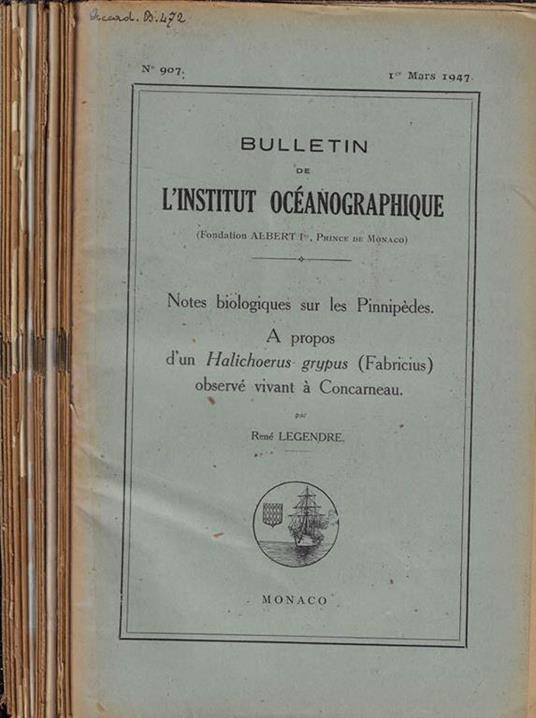 B. 472
N° 907.
1er Mars 1947.
BULLETIN
DE
L'INSTITUT OCÉANOGRAPHIQUE
(Fondation ALBERT Ier, PRINCE DE MONACO)
Notes biologiques sur les Pinnipèdes.
A propos
d'un Halichoerus grypus (Fabricius)
observé vivant à Concarneau.
par
René LEGENDRE.
MONACO